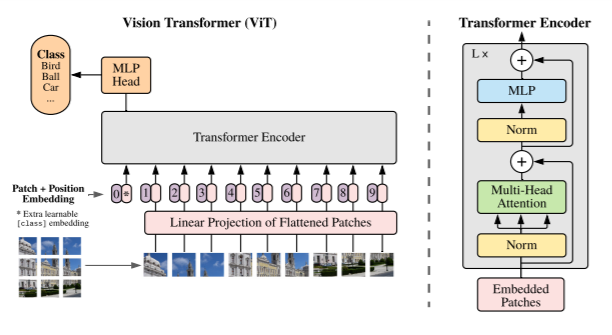 Vision Transformer (ViT)
Class
Bird
Ball
Car
...
MLP
Head
Transformer Encoder
Patch + Position
Embedding
0 * 1 2 3 4 5 6 7 8 9
* Extra learnable
[class] embedding
Linear Projection of Flattened Patches
Transformer Encoder
L x
+
MLP
Norm
+
Multi-Head
Attention
Norm
Embedded
Patches